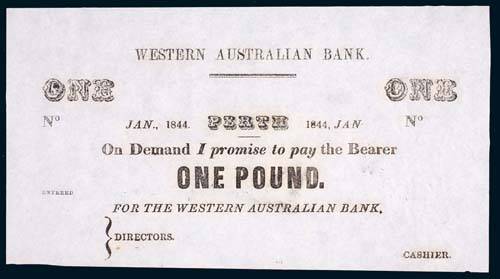 WESTERN AUSTRALIAN BANK.
ONE ONE
Nº JAN., 1844. PERTH 1844, JAN Nº
On Demand I promise to pay the Bearer
ONE POUND.
ENTERED
FOR THE WESTERN AUSTRALIAN BANK,
DIRECTORS.
CASHIER.